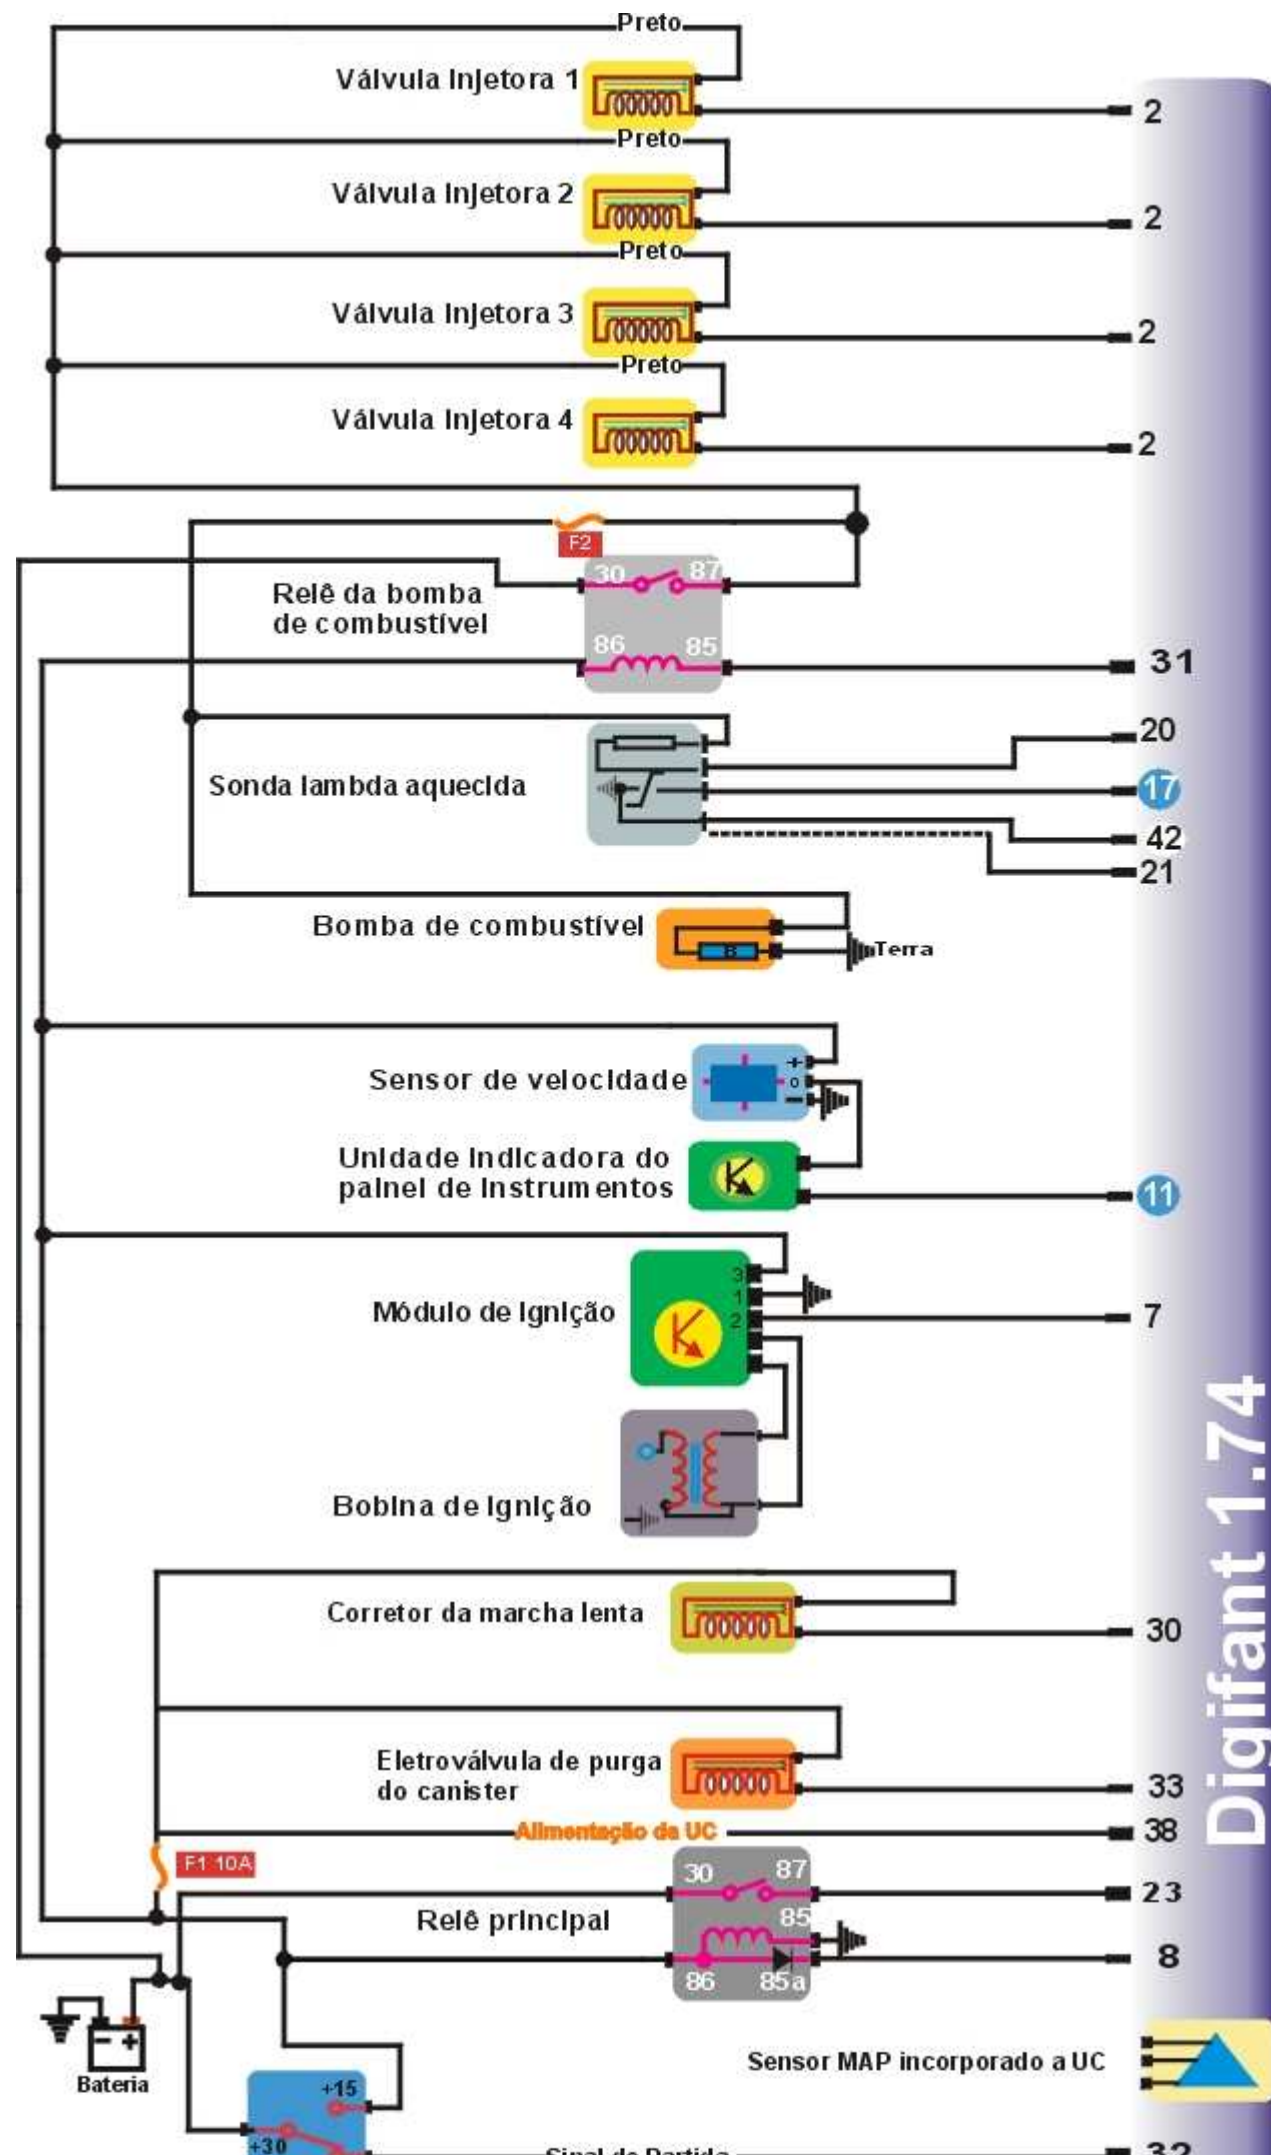 Preto
Válvula Injetora 1
2
Preto
Válvula Injetora 2
2
Preto
Válvula Injetora 3
2
Preto
Válvula Injetora 4
2
F2
30 87
Relê da bomba
de combustível
86 85
31
20
Sonda lambda aquecida
17
42
21
Bomba de combustível
B
Terra
+
Sensor de velocidade
o
–
Unidade indicadora do
painel de Instrumentos
11
3
1
Módulo de Ignição
2
7
Bobina de Ignição
Corretor da marcha lenta
30
Eletroválvula de purga
do canister
33
Alimentação da UC
38
F1 10A
30 87
23
Relê principal
85
8
86 85a
– +
Bateria
Sensor MAP incorporado a UC
+15
+30
Sinal de Partida
32
Digifant 1.74